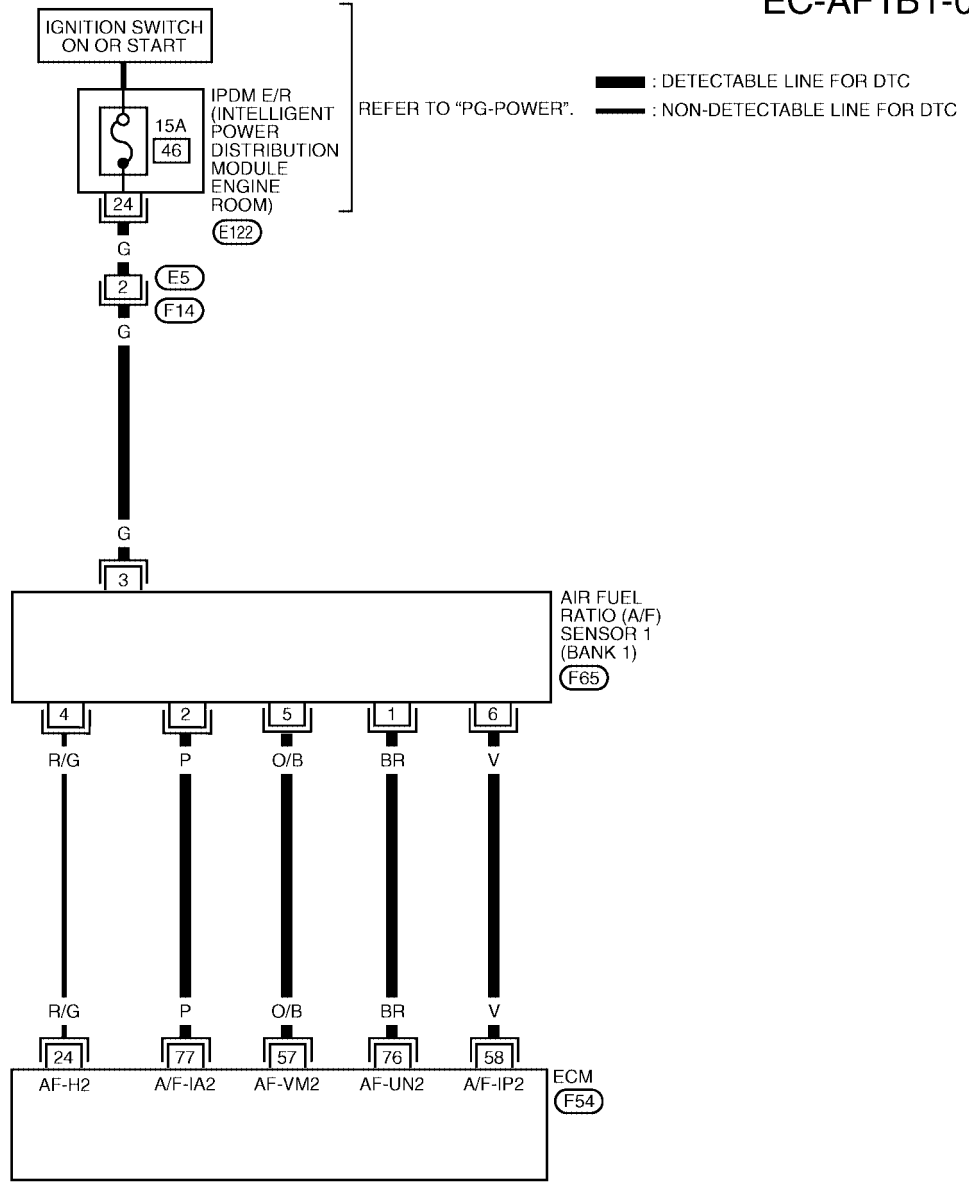 EC-AF1B1-0
IGNITION SWITCH
ON OR START
: DETECTABLE LINE FOR DTC
: NON-DETECTABLE LINE FOR DTC
REFER TO “PG-POWER”.
15A
46
IPDM E/R
(INTELLIGENT
POWER
DISTRIBUTION
MODULE
ENGINE
ROOM)
24
E122
G
2
E5
F14
G
G
3
AIR FUEL
RATIO (A/F)
SENSOR 1
(BANK 1)
F65
4 2 5 1 6
R/G P O/B BR V
R/G P O/B BR V
24 77 57 76 58
AF-H2 A/F-IA2 AF-VM2 AF-UN2 A/F-IP2
ECM
F54